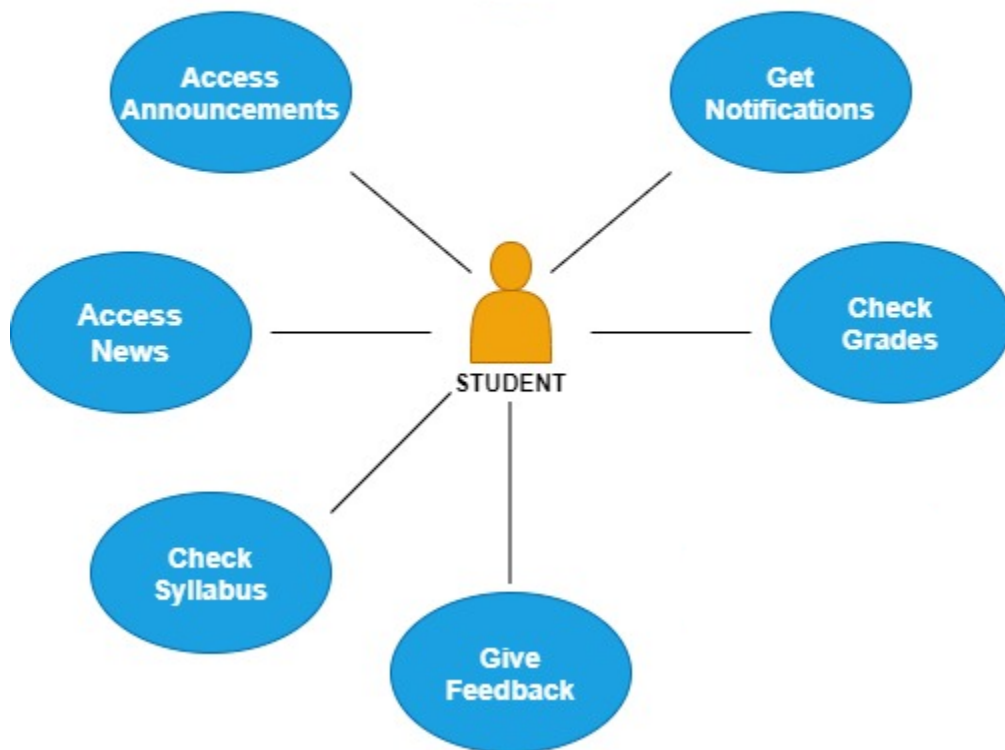 Access
Announcements
Get
Notifications
Access
News
Check
Grades
STUDENT
Check
Syllabus
Give
Feedback